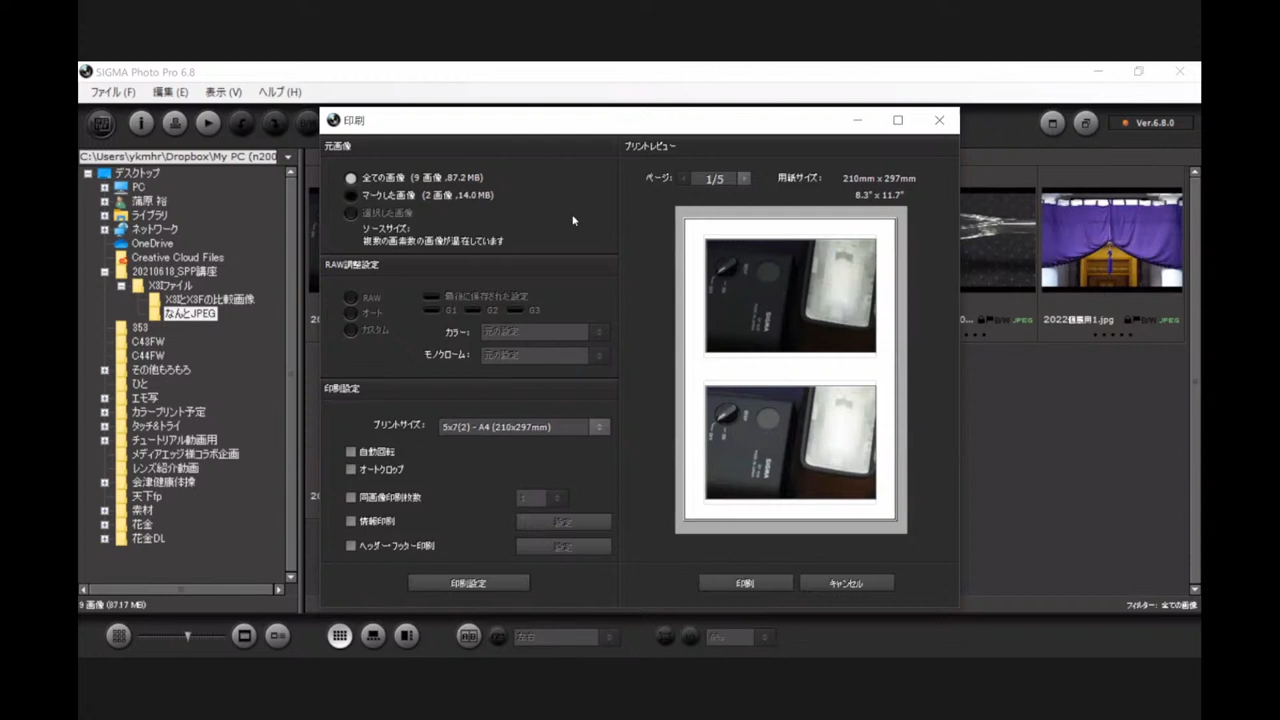 SIGMA Photo Pro 6.8
ファイル (F) 編集 (E) 表示 (V) ヘルプ (H)
Ver.6.8.0
C:\Users\ykmhr\Dropbox\My PC (n200
デスクトップ
PC
蒲原 裕
ライブラリ
ネットワーク
OneDrive
Creative Cloud Files
20210618_SPP講座
X3Iファイル
X3IとX3Fの比較画像
なんとJPEG
353
C43FW
C44FW
その他もろもろ
ひと
エモ写
カラープリント予定
タッチ&トライ
チュートリアル動画用
メディアエッジ様コラボ企画
レンズ紹介動画
会津健康体操
天下fp
素材
花金
花金DL
9 画像 (87.17 MB)
印刷
元画像
全ての画像 (9 画像 ,87.2 MB)
マークした画像 (2 画像 ,14.0 MB)
選択した画像
ソースサイズ:
複数の画素数の画像が混在しています
RAW調整設定
RAW
オート
カスタム
最後に保存された設定
G1 G2 G3
カラー: 元の設定
モノクローム: 元の設定
印刷設定
プリントサイズ: 5x7(2) - A4 (210x297mm)
自動回転
オートクロップ
同画像印刷枚数 1
情報印刷 設定
ヘッダー・フッター印刷 設定
印刷設定
プリントレビュー
ページ: 1/5 用紙サイズ: 210mm x 297mm
8.3" x 11.7"
SIGMA
SIGMA
印刷 キャンセル
0... B/W JPEG
2022個展用1.jpg B/W JPEG
フィルター: 全ての画像
左右